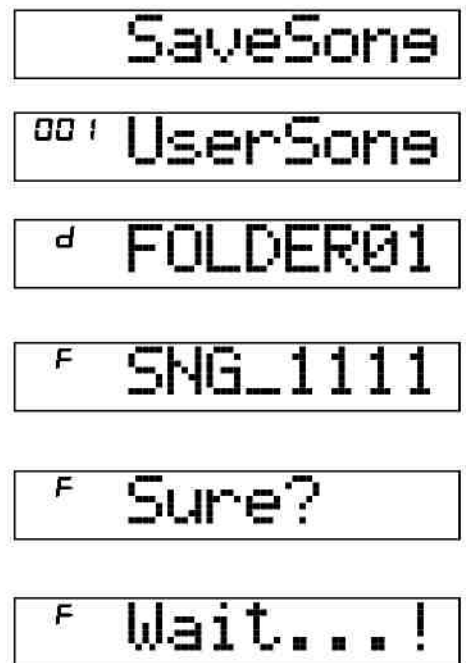 SaveSong
001 UserSong
d FOLDER01
F SNG_1111
F Sure?
F Wait...!